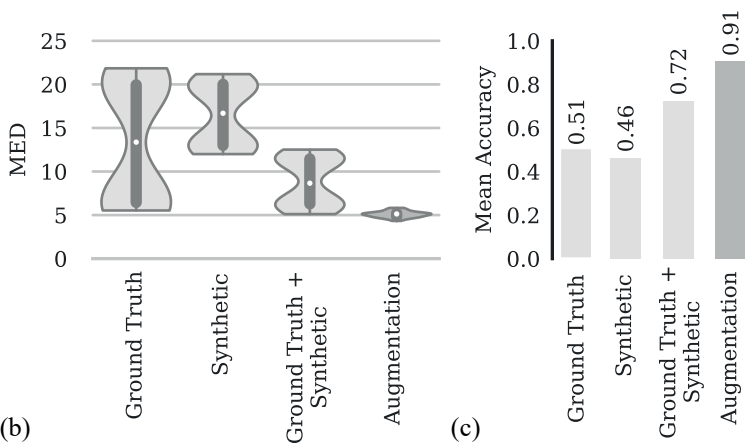 25
20
15
10
5
0
MED
Ground Truth
Synthetic
Ground Truth +
Synthetic
Augmentation
(b)
1.0
0.8
0.6
0.4
0.2
0.0
Mean Accuracy
0.51
0.46
0.72
0.91
Ground Truth
Synthetic
Ground Truth +
Synthetic
Augmentation
(c)